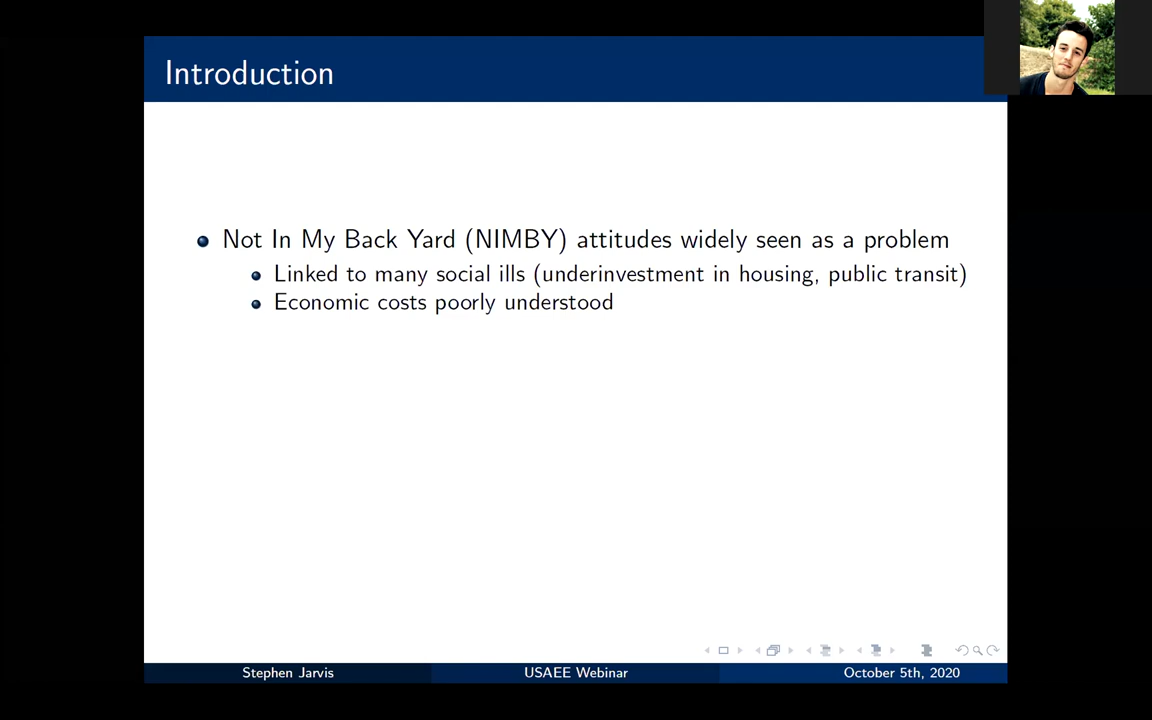 Introduction
Not In My Back Yard (NIMBY) attitudes widely seen as a problem
Linked to many social ills (underinvestment in housing, public transit)
Economic costs poorly understood
Stephen Jarvis
USAEE Webinar
October 5th, 2020